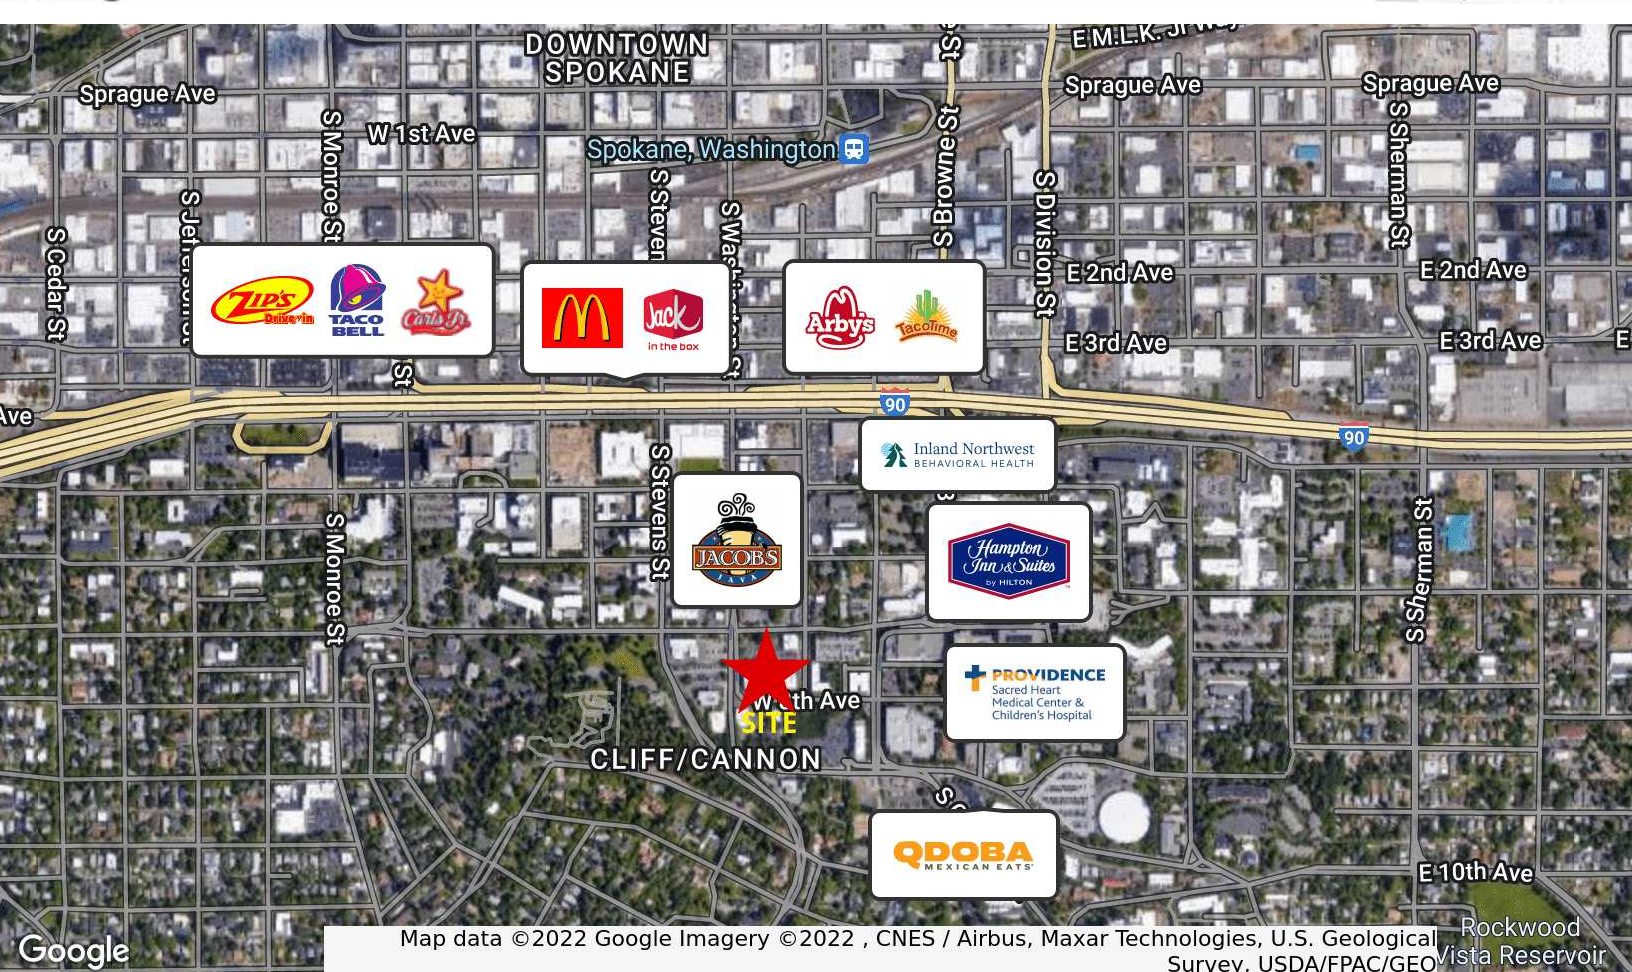 DOWNTOWN
SPOKANE
E M.L.K. Jr Way
Sprague Ave
Sprague Ave
Sprague Ave
W 1st Ave
Spokane, Washington
S Monroe St
S Browne St
S Division St
S Sherman St
S Cedar St
S Jefferson St
S Steven
S Washington St
E 2nd Ave
E 2nd Ave
E 3rd Ave
E 3rd Ave
E
ZIP'S
Drive-in
TACO
BELL
Carl's Jr.
M
Jack
in the box
Arby's
TacoTime
St
Ave
90
90
Inland Northwest
BEHAVIORAL HEALTH
S Stevens St
JACOB'S
JAVA
Hampton
Inn & Suites
by HILTON
S Monroe St
S Sherman St
PROVIDENCE
Sacred Heart
Medical Center &
Children's Hospital
W 8th Ave
SITE
CLIFF/CANNON
QDOBA
MEXICAN EATS
E 10th Ave
Rockwood
Vista Reservoir
Google
Map data ©2022 Google Imagery ©2022 , CNES / Airbus, Maxar Technologies, U.S. Geological
Survey, USDA/FPAC/GEO